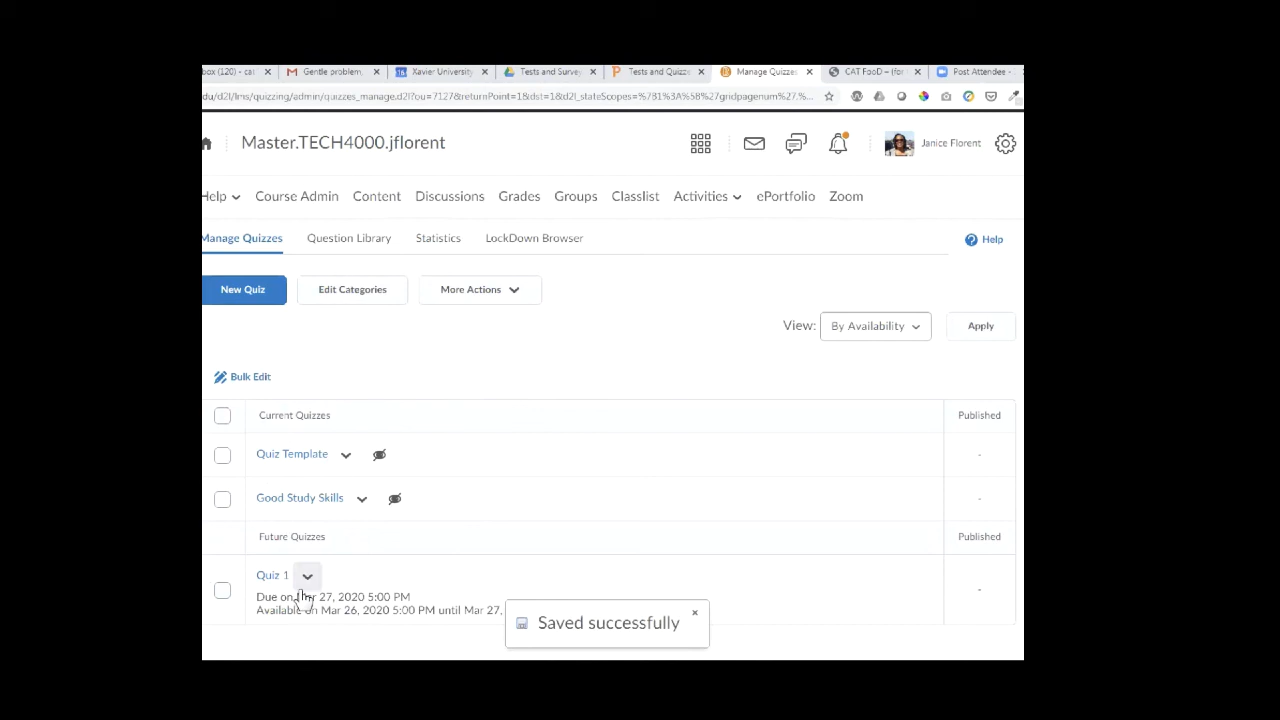 box (120) - cai Gentle problem, Xavier University Tests and Surve Tests and Quizze Manage Quizzes CAT FooD – (for Post Attendee -
du/d2l/lms/quizzing/admin/quizzes_manage.d2l?ou=7127&returnPoint=1&dst=1&d2l_stateScopes=%7B1%3A%5B%27gridpagenum%27,%...
Master.TECH4000.jflorent Janice Florent
Help Course Admin Content Discussions Grades Groups Classlist Activities ePortfolio Zoom
Manage Quizzes Question Library Statistics LockDown Browser Help
New Quiz Edit Categories More Actions
View: By Availability Apply
Bulk Edit
Current Quizzes Published
Quiz Template -
Good Study Skills -
Future Quizzes Published
Quiz 1 -
Due on 27, 2020 5:00 PM
Available on Mar 26, 2020 5:00 PM until Mar 27,
Saved successfully